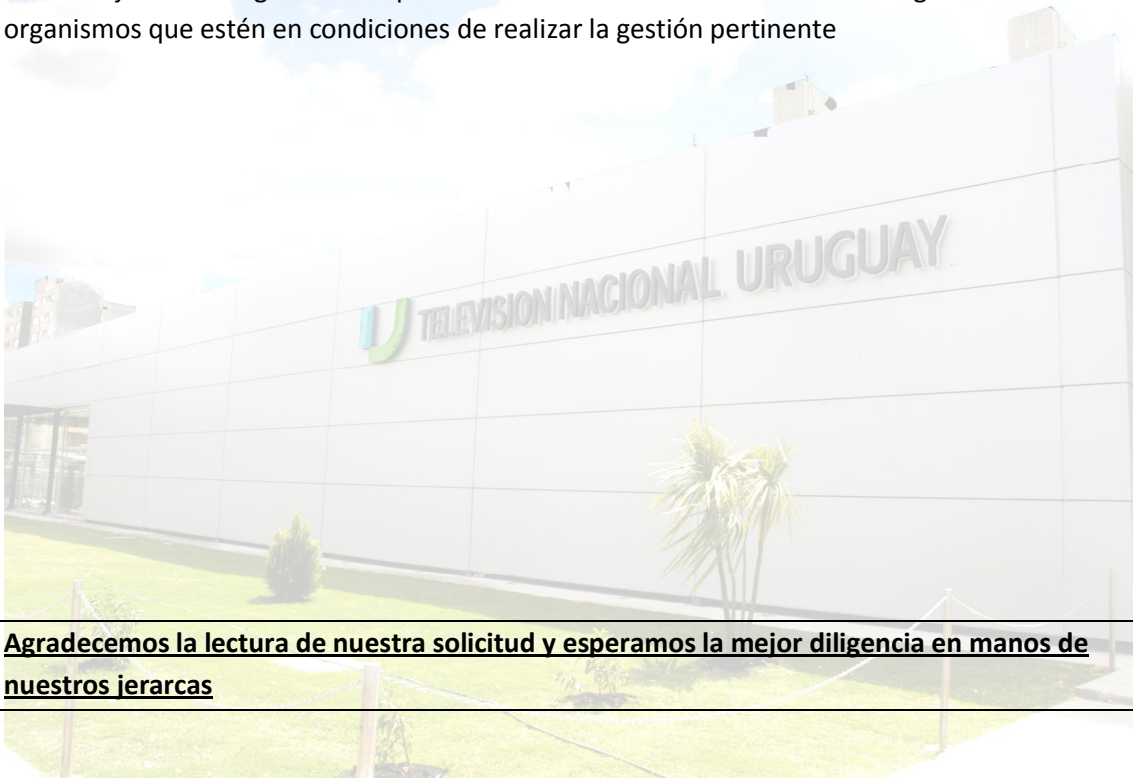 organismos que estén en condiciones de realizar la gestión pertinente
TELEVISION NACIONAL URUGUAY
Agradecemos la lectura de nuestra solicitud y esperamos la mejor diligencia en manos de
nuestros jerarcas